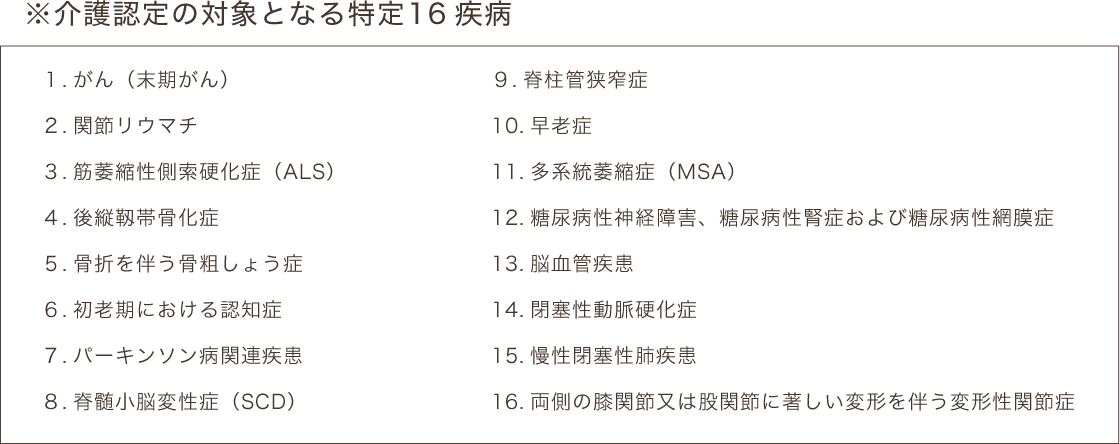 ※介護認定の対象となる特定16疾病
1. がん（末期がん）
2. 関節リウマチ
3. 筋萎縮性側索硬化症（ALS）
4. 後縦靱帯骨化症
5. 骨折を伴う骨粗しょう症
6. 初老期における認知症
7. パーキンソン病関連疾患
8. 脊髄小脳変性症（SCD）
9. 脊柱管狭窄症
10. 早老症
11. 多系統萎縮症（MSA）
12. 糖尿病性神経障害、糖尿病性腎症および糖尿病性網膜症
13. 脳血管疾患
14. 閉塞性動脈硬化症
15. 慢性閉塞性肺疾患
16. 両側の膝関節又は股関節に著しい変形を伴う変形性関節症